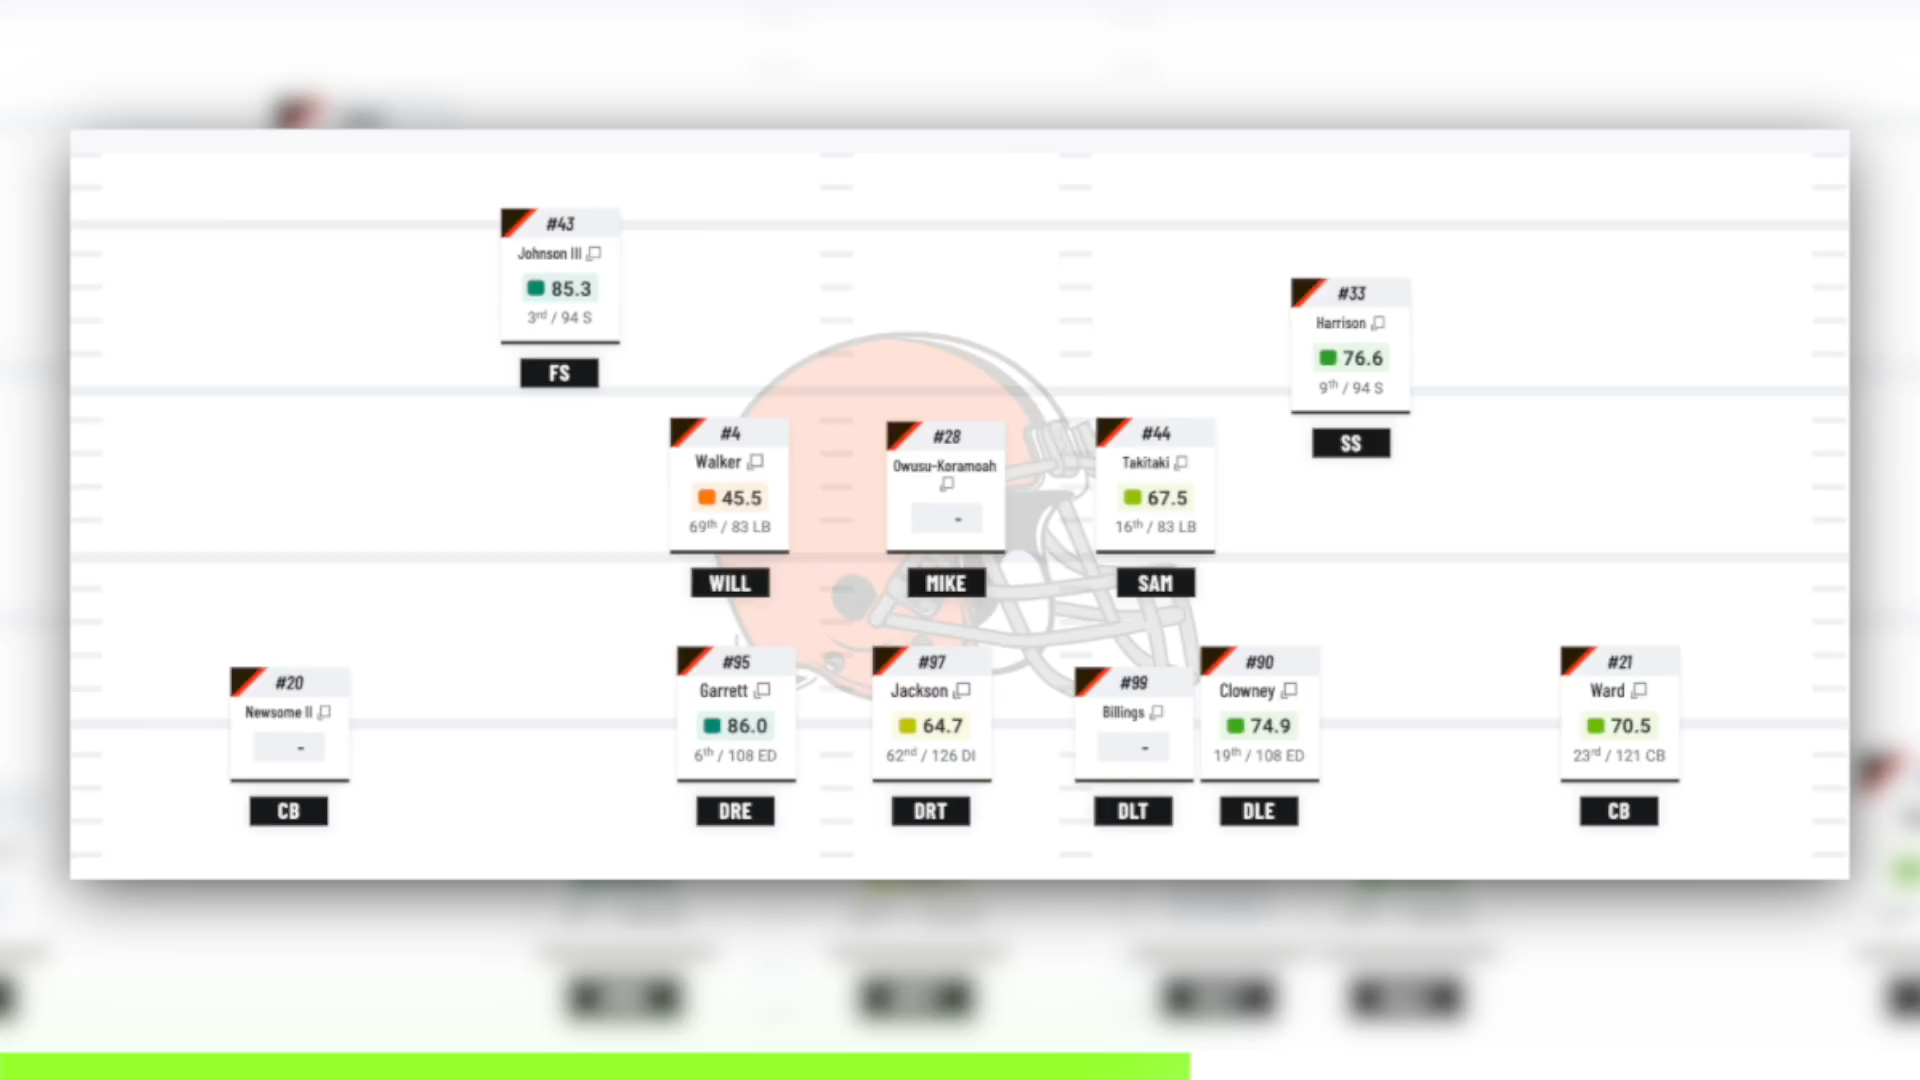 #43
Johnson III
85.3
3rd / 94 S
FS
#33
Harrison
76.6
9th / 94 S
SS
#4
Walker
45.5
69th / 83 LB
WILL
#28
Owusu-Koramoah
-
MIKE
#44
Takitaki
67.5
16th / 83 LB
SAM
#20
Newsome II
-
CB
#95
Garrett
86.0
6th / 108 ED
DRE
#97
Jackson
64.7
62nd / 126 DI
DRT
#99
Billings
-
DLT
#90
Clowney
74.9
19th / 108 ED
DLE
#21
Ward
70.5
23rd / 121 CB
CB